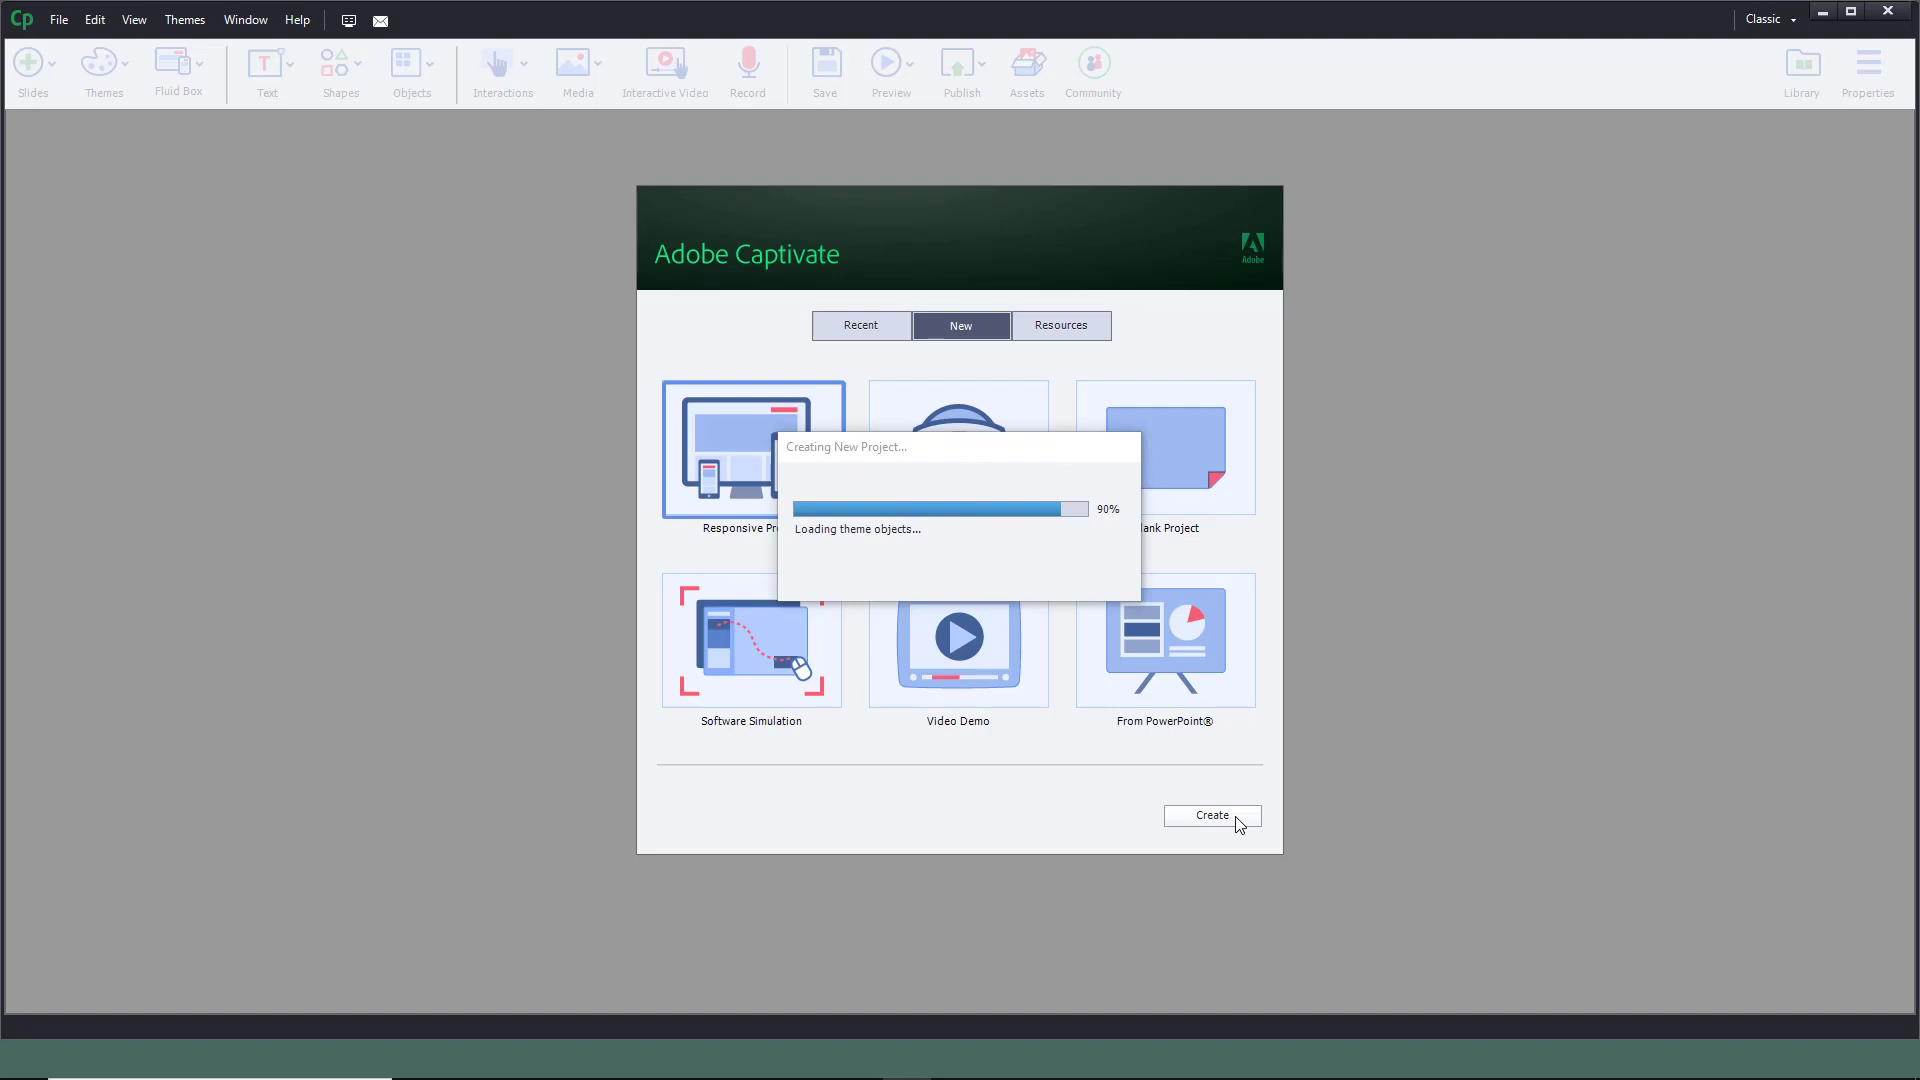 Cp File Edit View Themes Window Help Classic
Slides Themes Fluid Box Text Shapes Objects Interactions Media Interactive Video Record Save Preview Publish Assets Community Library Properties
Adobe Captivate
Adobe
Recent New Resources
Creating New Project...
90%
Loading theme objects...
Responsive Pr lank Project
Software Simulation Video Demo From PowerPoint®
Create